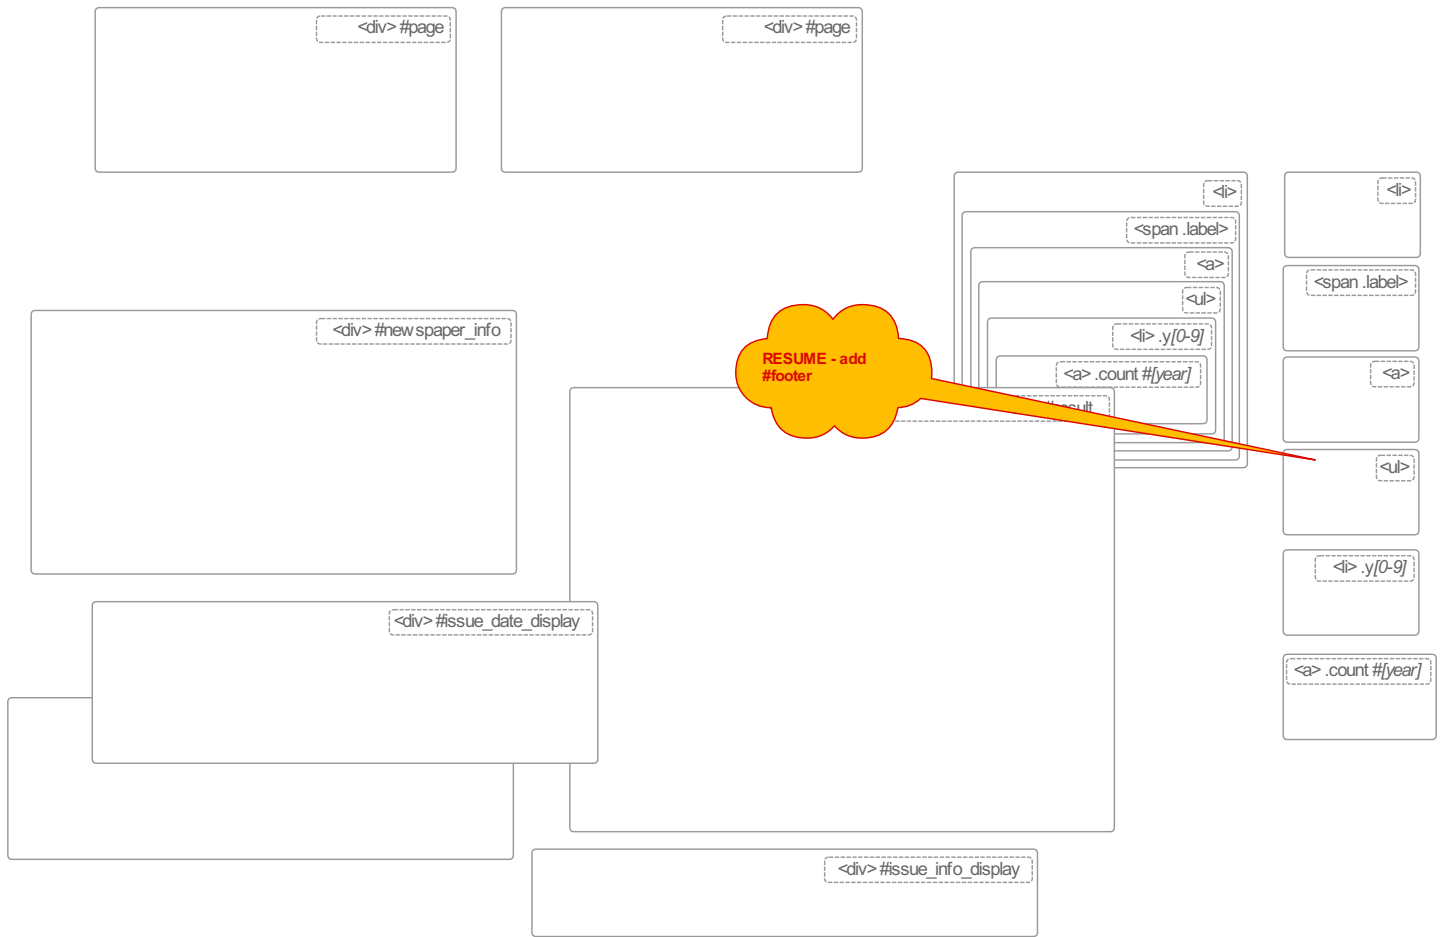 <div> #page
<div> #page
<li>
<li>
<span .label>
<a>
<span .label>
<ul>
<div> #newspaper_info
<li> .y[0-9]
RESUME - add
#footer
<a> .count #[year]
<a>
<ul>
<li> .y[0-9]
<div> #issue_date_display
<a> .count #[year]
<div> #issue_info_display